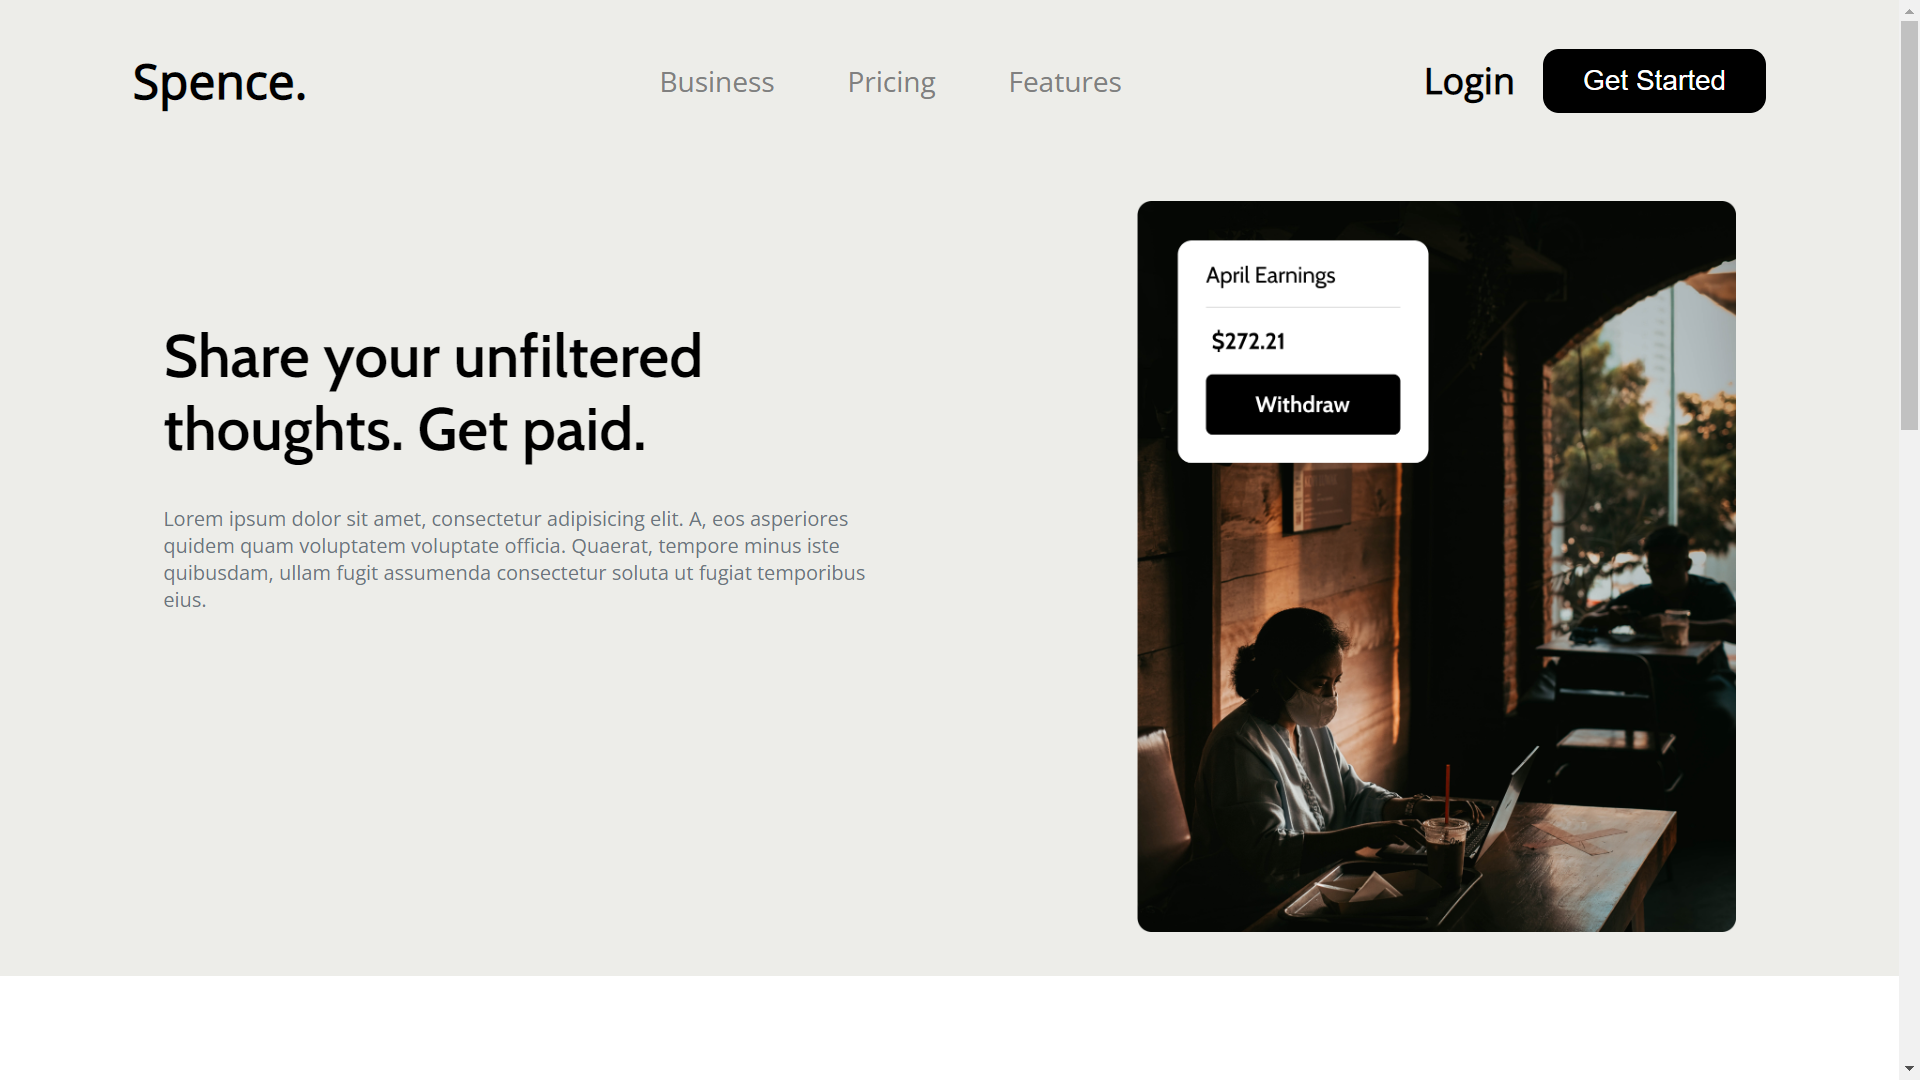 Spence.
Business
Pricing
Features
Login
Get Started
April Earnings
$272.21
Withdraw
Share your unfiltered
thoughts. Get paid.
Lorem ipsum dolor sit amet, consectetur adipisicing elit. A, eos asperiores
quidem quam voluptatem voluptate officia. Quaerat, tempore minus iste
quibusdam, ullam fugit assumenda consectetur soluta ut fugiat temporibus
eius.